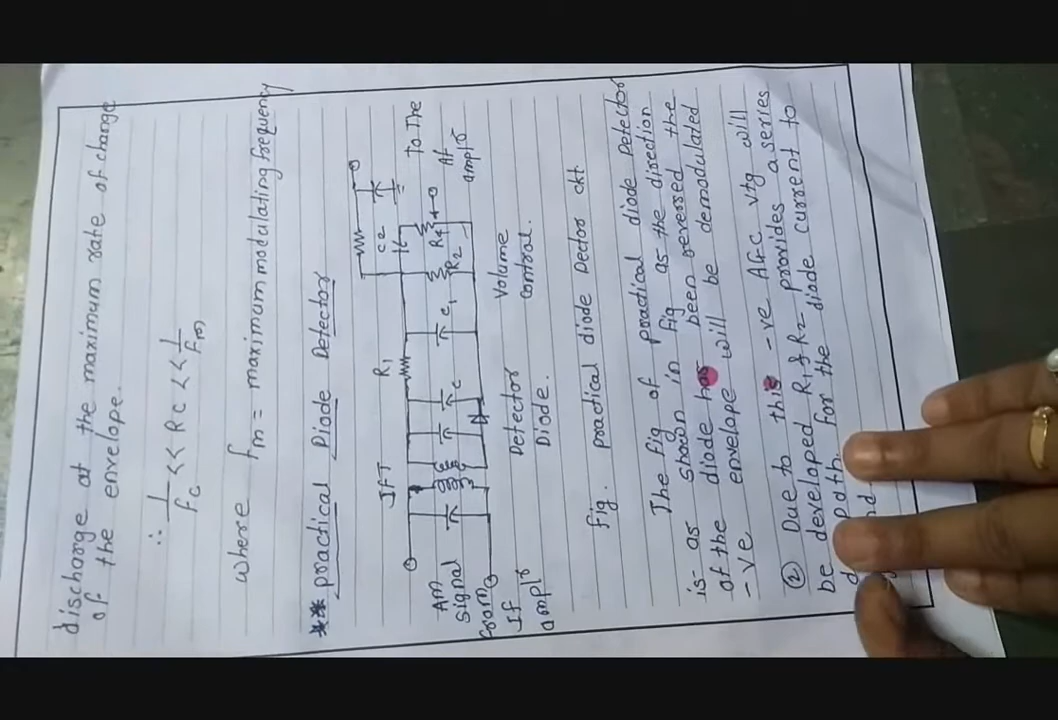 discharge at the maximum rate of change
of the envelope.
∴ 1/fc << Rc << 1/Fm
where fm = maximum modulating frequency
** practical Diode Detector
IFT
R1
C
C1
C2
R2
R4
To The
AF
amplr
AM
signal
from
IF
amplr
Detector
Diode.
Volume
Control.
fig. practical diode Dector ckt.
The fig of practical diode Detector
is as shown in fig as the direction
of the diode has been reversed the
-ve envelope will be demodulated
② Due to this -ve AGC vtg will
be developed R1 & R2 provides a series
path. for the diode current to